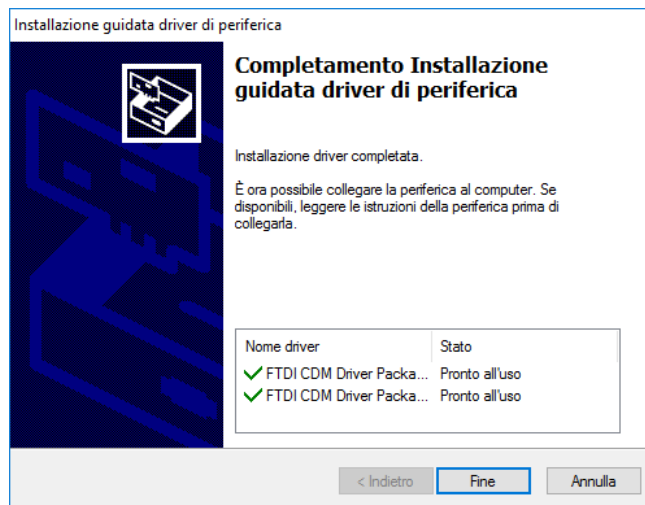 Installazione guidata driver di periferica
Completamento Installazione
guidata driver di periferica
Installazione driver completata.
È ora possibile collegare la periferica al computer. Se
disponibili, leggere le istruzioni della periferica prima di
collegarla.
Nome driver Stato
FTDI CDM Driver Packa... Pronto all'uso
FTDI CDM Driver Packa... Pronto all'uso
< Indietro Fine Annulla